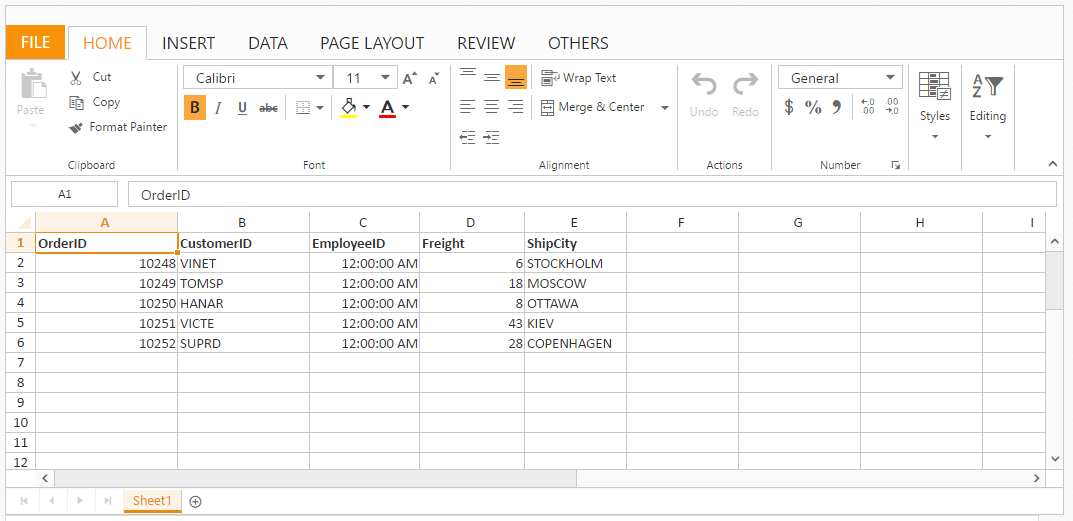 FILE HOME INSERT DATA PAGE LAYOUT REVIEW OTHERS
Paste
Cut
Copy
Format Painter
Clipboard
Calibri 11 A A
B I U abc A
Font
Wrap Text
Merge & Center
Alignment
Undo Redo
Actions
General
$ % , .0 .00 .00 .0
Number
A Z
Styles
Editing
A1 OrderID
A B C D E F G H I
1 OrderID CustomerID EmployeeID Freight ShipCity
2 10248 VINET 12:00:00 AM 6 STOCKHOLM
3 10249 TOMSP 12:00:00 AM 18 MOSCOW
4 10250 HANAR 12:00:00 AM 8 OTTAWA
5 10251 VICTE 12:00:00 AM 43 KIEV
6 10252 SUPRD 12:00:00 AM 28 COPENHAGEN
7
8
9
10
11
12
Sheet1